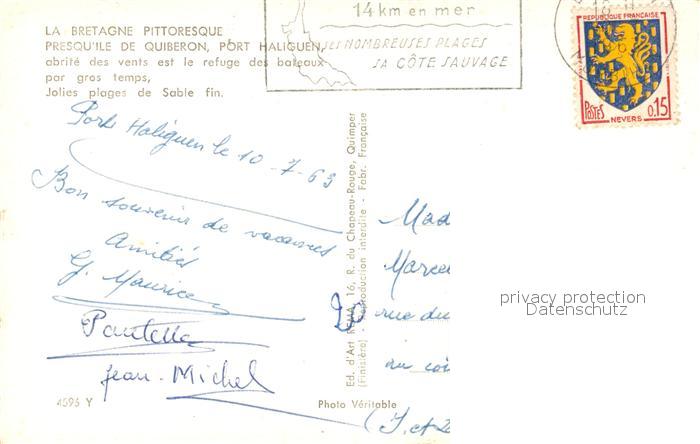 LA BRETAGNE PITTORESQUE
PRESQU'ILE DE QUIBERON, PORT HALIGUEN,
abrité des vents est le refuge des bateaux
par gros temps,
Jolies plages de Sable fin.
14 km en mer
SES NOMBREUSES PLAGES
SA CÔTE SAUVAGE
REPUBLIQUE FRANÇAISE
POSTES
0,15
NEVERS
Port Haliguen le 10-7-63
Bon souvenir de vacances
Amitiés
G. Maurice
Jean-Michel
4595 Y
Photo Véritable
Ed. d'Art 16, R. du Chapeau-Rouge, Quimper
(Finistère) - Reproduction interdite - Fabr. Française
Mad
Marce
rue du
privacy protection
Datenschutz